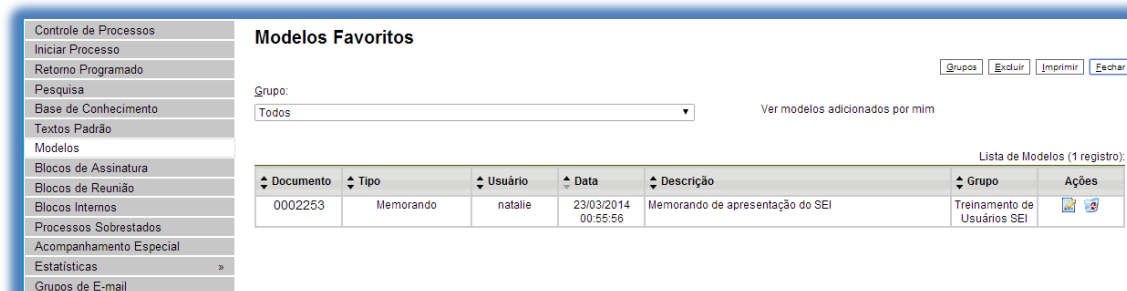 Controle de Processos
Iniciar Processo
Retorno Programado
Pesquisa
Base de Conhecimento
Textos Padrão
Modelos
Blocos de Assinatura
Blocos de Reunião
Blocos Internos
Processos Sobrestados
Acompanhamento Especial
Estatísticas »
Grupos de E-mail
Modelos Favoritos
Grupos Excluir Imprimir Fechar
Grupo:
Todos
Ver modelos adicionados por mim
Lista de Modelos (1 registro):
Documento Tipo Usuário Data Descrição Grupo Ações
0002253 Memorando natalie 23/03/2014 Memorando de apresentação do SEI Treinamento de
00:55:56 Usuários SEI